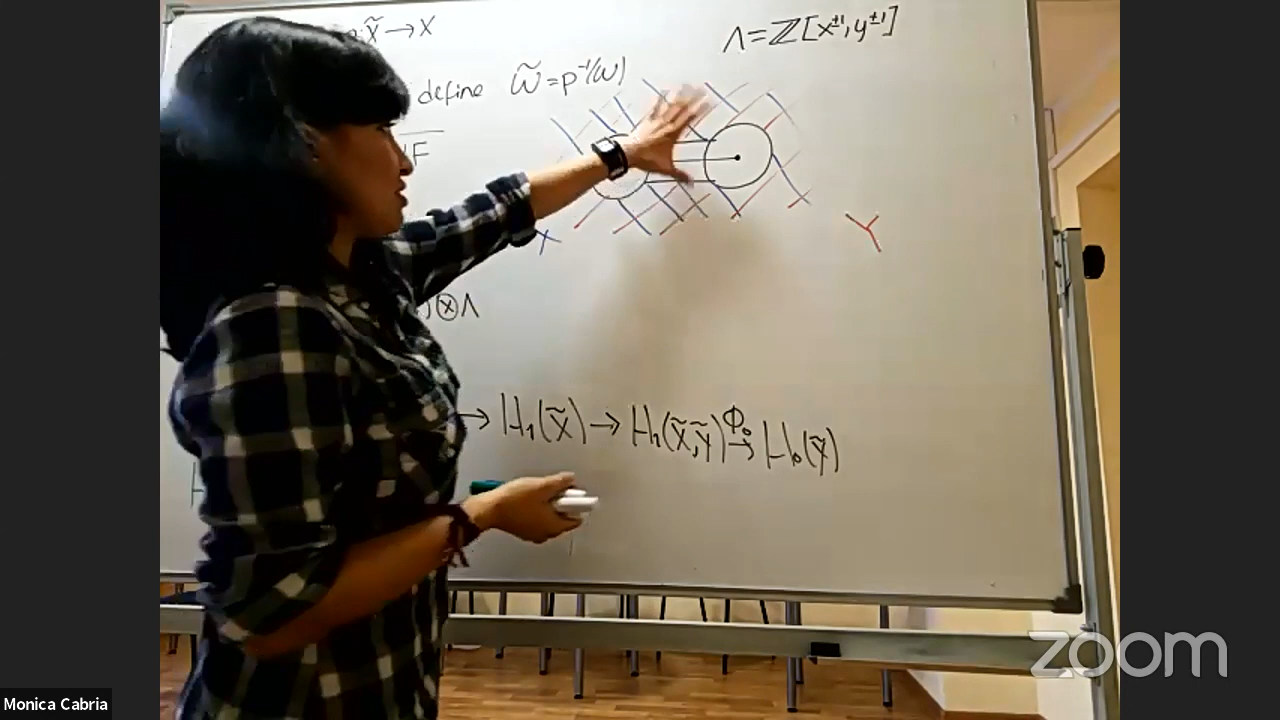 X̃ → X
Λ = ℤ[x^{±1}, y^{±1}]
define W̃ = p⁻¹(W)
F
X
Y
) ⊗ Λ
→ H₁(X̃) → H₁(X̃, Ỹ) Φ₀→ H₀(Ỹ)
H
zoom
Monica Cabria